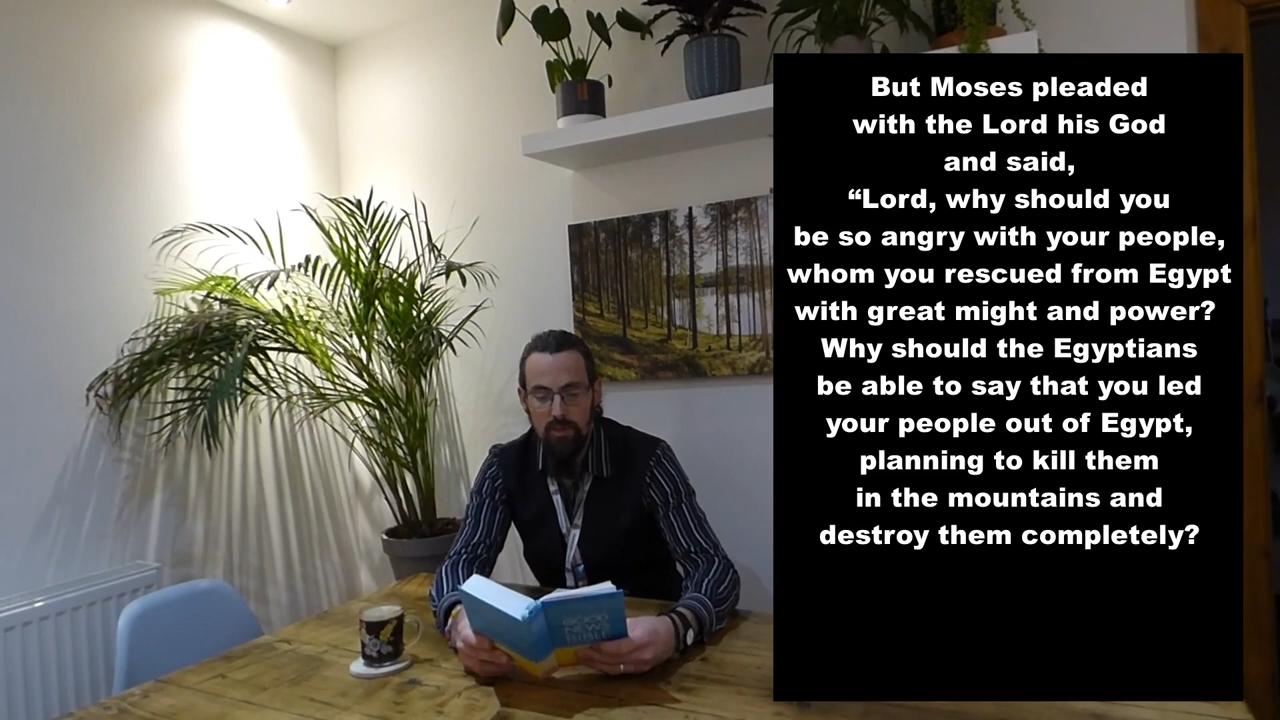 But Moses pleaded
with the Lord his God
and said,
“Lord, why should you
be so angry with your people,
whom you rescued from Egypt
with great might and power?
Why should the Egyptians
be able to say that you led
your people out of Egypt,
planning to kill them
in the mountains and
destroy them completely?
GOOD
NEWS
BIBLE